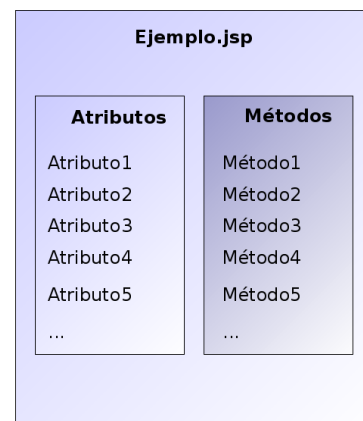 Ejemplo.jsp
Atributos
Atributo1
Atributo2
Atributo3
Atributo4
Atributo5
...
Métodos
Método1
Método2
Método3
Método4
Método5
...